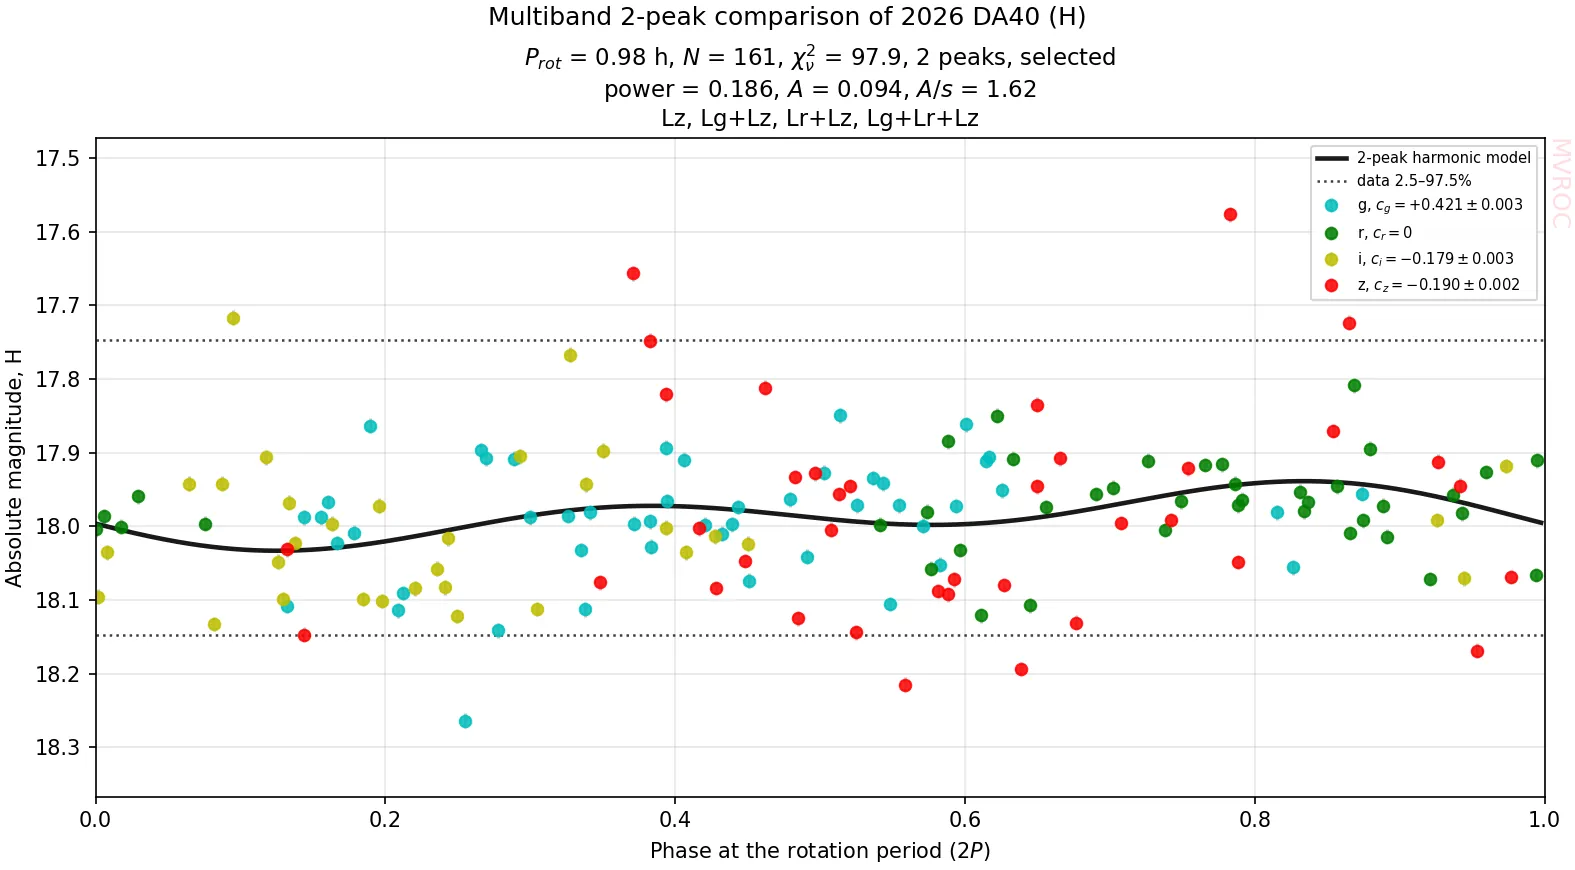 Multiband 2-peak comparison of 2026 DA40 (H)
P_rot = 0.98 h, N = 161, χ²_ν = 97.9, 2 peaks, selected
power = 0.186, A = 0.094, A/s = 1.62
Lz, Lg+Lz, Lr+Lz, Lg+Lr+Lz
2-peak harmonic model
data 2.5–97.5%
g, c_g = +0.421 ± 0.003
r, c_r = 0
i, c_i = −0.179 ± 0.003
z, c_z = −0.190 ± 0.002
MVROC
Absolute magnitude, H
17.5
17.6
17.7
17.8
17.9
18.0
18.1
18.2
18.3
0.0 0.2 0.4 0.6 0.8 1.0
Phase at the rotation period (2P)